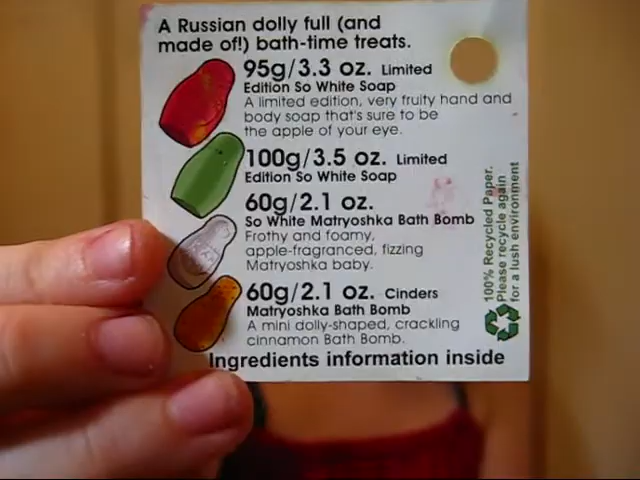 A Russian dolly full (and
made of!) bath-time treats.
95g/3.3 oz. Limited
Edition So White Soap
A limited edition, very fruity hand and
body soap that's sure to be
the apple of your eye.
100g/3.5 oz. Limited
Edition So White Soap
60g/2.1 oz.
So White Matryoshka Bath Bomb
Frothy and foamy,
apple-fragranced, fizzing
Matryoshka baby.
60g/2.1 oz. Cinders
Matryoshka Bath Bomb
A mini dolly-shaped, crackling
cinnamon Bath Bomb.
Ingredients information inside
100% Recycled Paper.
Please recycle again
for a lush environment